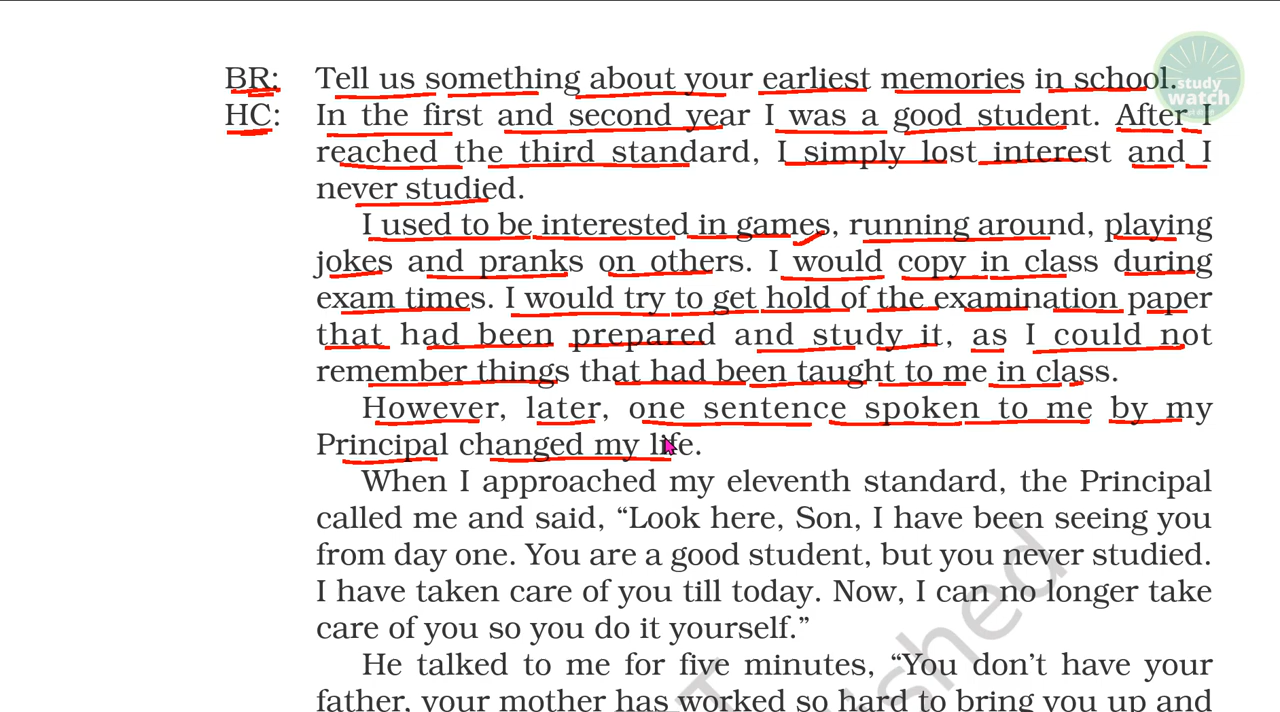 BR: Tell us something about your earliest memories in school.
study
watch
HC: In the first and second year I was a good student. After I
reached the third standard, I simply lost interest and I
never studied.
I used to be interested in games, running around, playing
jokes and pranks on others. I would copy in class during
exam times. I would try to get hold of the examination paper
that had been prepared and study it, as I could not
remember things that had been taught to me in class.
However, later, one sentence spoken to me by my
Principal changed my life.
When I approached my eleventh standard, the Principal
called me and said, “Look here, Son, I have been seeing you
from day one. You are a good student, but you never studied.
I have taken care of you till today. Now, I can no longer take
care of you so you do it yourself.”
He talked to me for five minutes, “You don’t have your
father, your mother has worked so hard to bring you up and